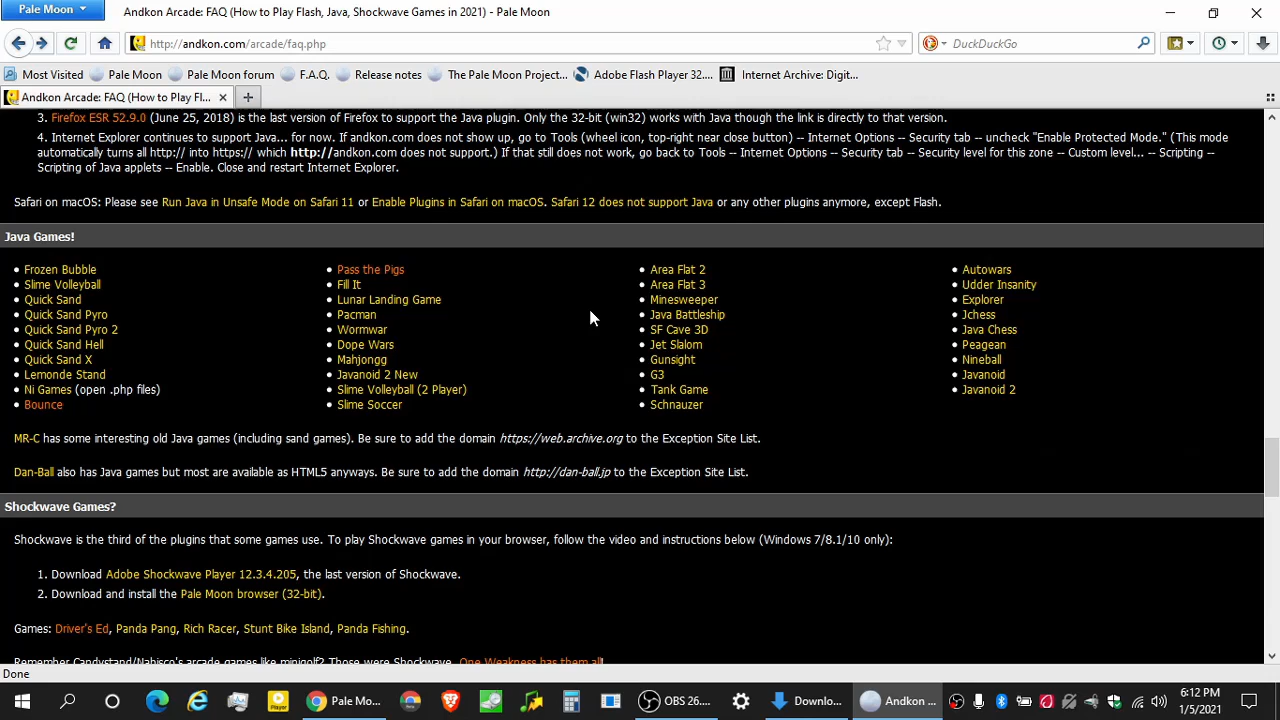 Pale Moon
Andkon Arcade: FAQ (How to Play Flash, Java, Shockwave Games in 2021) - Pale Moon
http://andkon.com/arcade/faq.php
DuckDuckGo
Most Visited
Pale Moon
Pale Moon forum
F.A.Q.
Release notes
The Pale Moon Project...
Adobe Flash Player 32....
Internet Archive: Digit...
Andkon Arcade: FAQ (How to Play Fl...
3. Firefox ESR 52.9.0 (June 25, 2018) is the last version of Firefox to support the Java plugin. Only the 32-bit (win32) works with Java though the link is directly to that version.
4. Internet Explorer continues to support Java... for now. If andkon.com does not show up, go to Tools (wheel icon, top-right near close button) -- Internet Options -- Security tab -- uncheck "Enable Protected Mode." (This mode
automatically turns all http:// into https:// which http://andkon.com does not support.) If that still does not work, go back to Tools -- Internet Options -- Security tab -- Security level for this zone -- Custom level... -- Scripting --
Scripting of Java applets -- Enable. Close and restart Internet Explorer.
Safari on macOS: Please see Run Java in Unsafe Mode on Safari 11 or Enable Plugins in Safari on macOS. Safari 12 does not support Java or any other plugins anymore, except Flash.
Java Games!
Frozen Bubble
Slime Volleyball
Quick Sand
Quick Sand Pyro
Quick Sand Pyro 2
Quick Sand Hell
Quick Sand X
Lemonde Stand
Ni Games (open .php files)
Bounce
Pass the Pigs
Fill It
Lunar Landing Game
Pacman
Wormwar
Dope Wars
Mahjongg
Javanoid 2 New
Slime Volleyball (2 Player)
Slime Soccer
Area Flat 2
Area Flat 3
Minesweeper
Java Battleship
SF Cave 3D
Jet Slalom
Gunsight
G3
Tank Game
Schnauzer
Autowars
Udder Insanity
Explorer
Jchess
Java Chess
Peagean
Nineball
Javanoid
Javanoid 2
MR-C has some interesting old Java games (including sand games). Be sure to add the domain https://web.archive.org to the Exception Site List.
Dan-Ball also has Java games but most are available as HTML5 anyways. Be sure to add the domain http://dan-ball.jp to the Exception Site List.
Shockwave Games?
Shockwave is the third of the plugins that some games use. To play Shockwave games in your browser, follow the video and instructions below (Windows 7/8.1/10 only):
1. Download Adobe Shockwave Player 12.3.4.205, the last version of Shockwave.
2. Download and install the Pale Moon browser (32-bit).
Games: Driver's Ed, Panda Pang, Rich Racer, Stunt Bike Island, Panda Fishing.
Remember Candystand/Nabisco's arcade games like minigolf? Those were Shockwave. One Weakness has them all!
Done
Pale Mo...
OBS 26....
Downlo...
Andkon ...
6:12 PM
1/5/2021